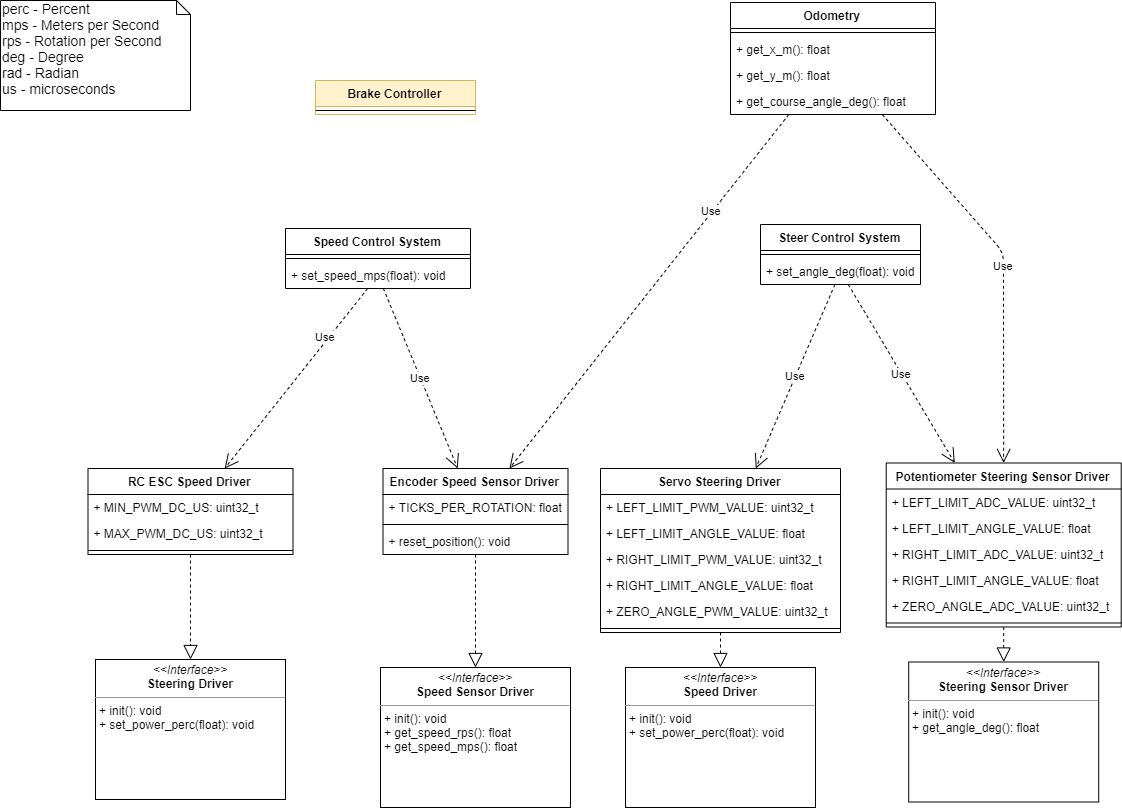 perc - Percent
mps - Meters per Second
rps - Rotation per Second
deg - Degree
rad - Radian
us - microseconds
Brake Controller
Odometry
+ get_x_m(): float
+ get_y_m(): float
+ get_course_angle_deg(): float
Use
Use
Speed Control System
+ set_speed_mps(float): void
Steer Control System
+ set_angle_deg(float): void
Use
Use
Use
Use
RC ESC Speed Driver
+ MIN_PWM_DC_US: uint32_t
+ MAX_PWM_DC_US: uint32_t
Encoder Speed Sensor Driver
+ TICKS_PER_ROTATION: float
+ reset_position(): void
Servo Steering Driver
+ LEFT_LIMIT_PWM_VALUE: uint32_t
+ LEFT_LIMIT_ANGLE_VALUE: float
+ RIGHT_LIMIT_PWM_VALUE: uint32_t
+ RIGHT_LIMIT_ANGLE_VALUE: float
+ ZERO_ANGLE_PWM_VALUE: uint32_t
Potentiometer Steering Sensor Driver
+ LEFT_LIMIT_ADC_VALUE: uint32_t
+ LEFT_LIMIT_ANGLE_VALUE: float
+ RIGHT_LIMIT_ADC_VALUE: uint32_t
+ RIGHT_LIMIT_ANGLE_VALUE: float
+ ZERO_ANGLE_ADC_VALUE: uint32_t
<<Interface>>
Steering Driver
+ init(): void
+ set_power_perc(float): void
<<Interface>>
Speed Sensor Driver
+ init(): void
+ get_speed_rps(): float
+ get_speed_mps(): float
<<Interface>>
Speed Driver
+ init(): void
+ set_power_perc(float): void
<<Interface>>
Steering Sensor Driver
+ init(): void
+ get_angle_deg(): float